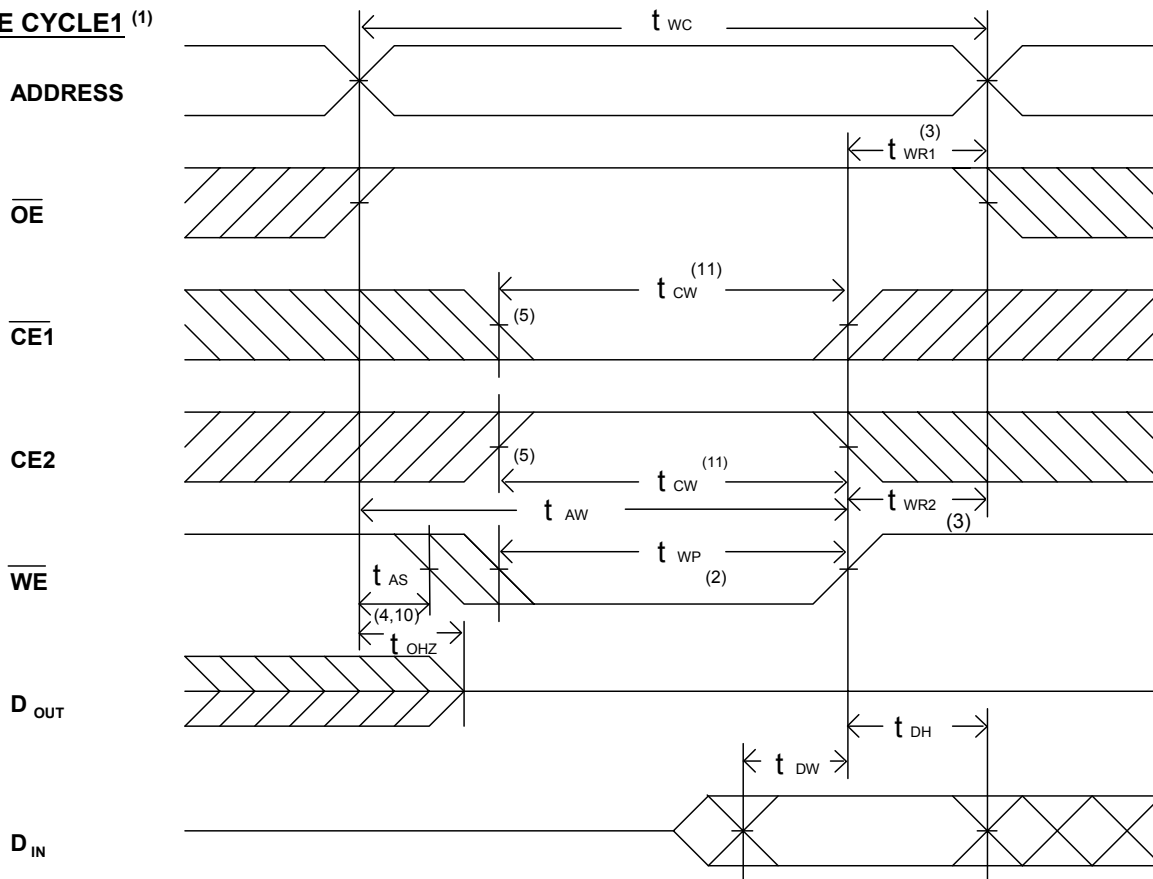 E CYCLE1 (1)
t WC
ADDRESS
t WR1 (3)
OE
t CW (11)
CE1
(5)
CE2
(5)
t CW (11)
t WR2
(3)
t AW
t WP
(2)
WE
t AS
(4,10)
t OHZ
D OUT
t DH
t DW
D IN